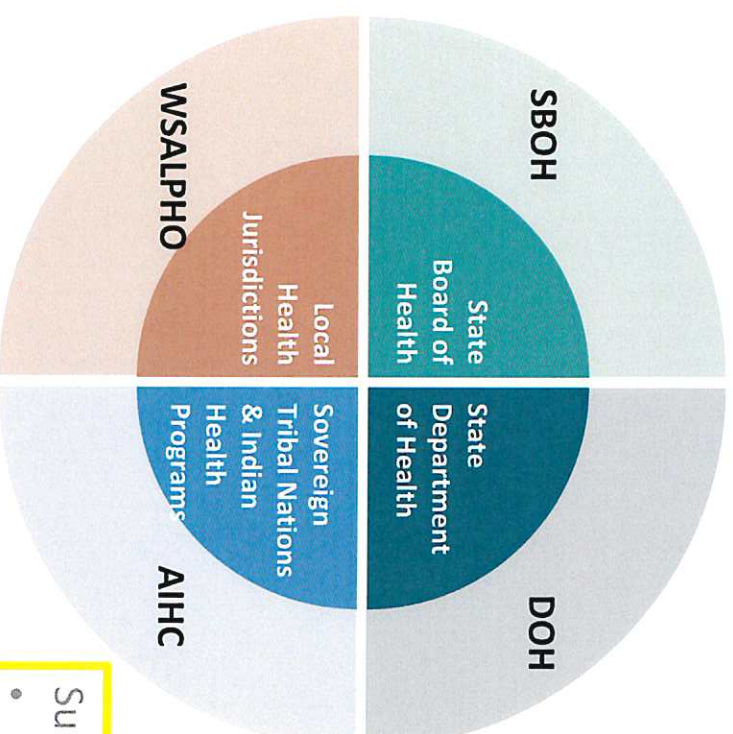 SBOH
DOH
State
Board of
Health
State
Department
of Health
Local
Health
Jurisdictions
Sovereign
Tribal Nations
& Indian
Health
Programs
WSALPHO
AIHC
Su
•